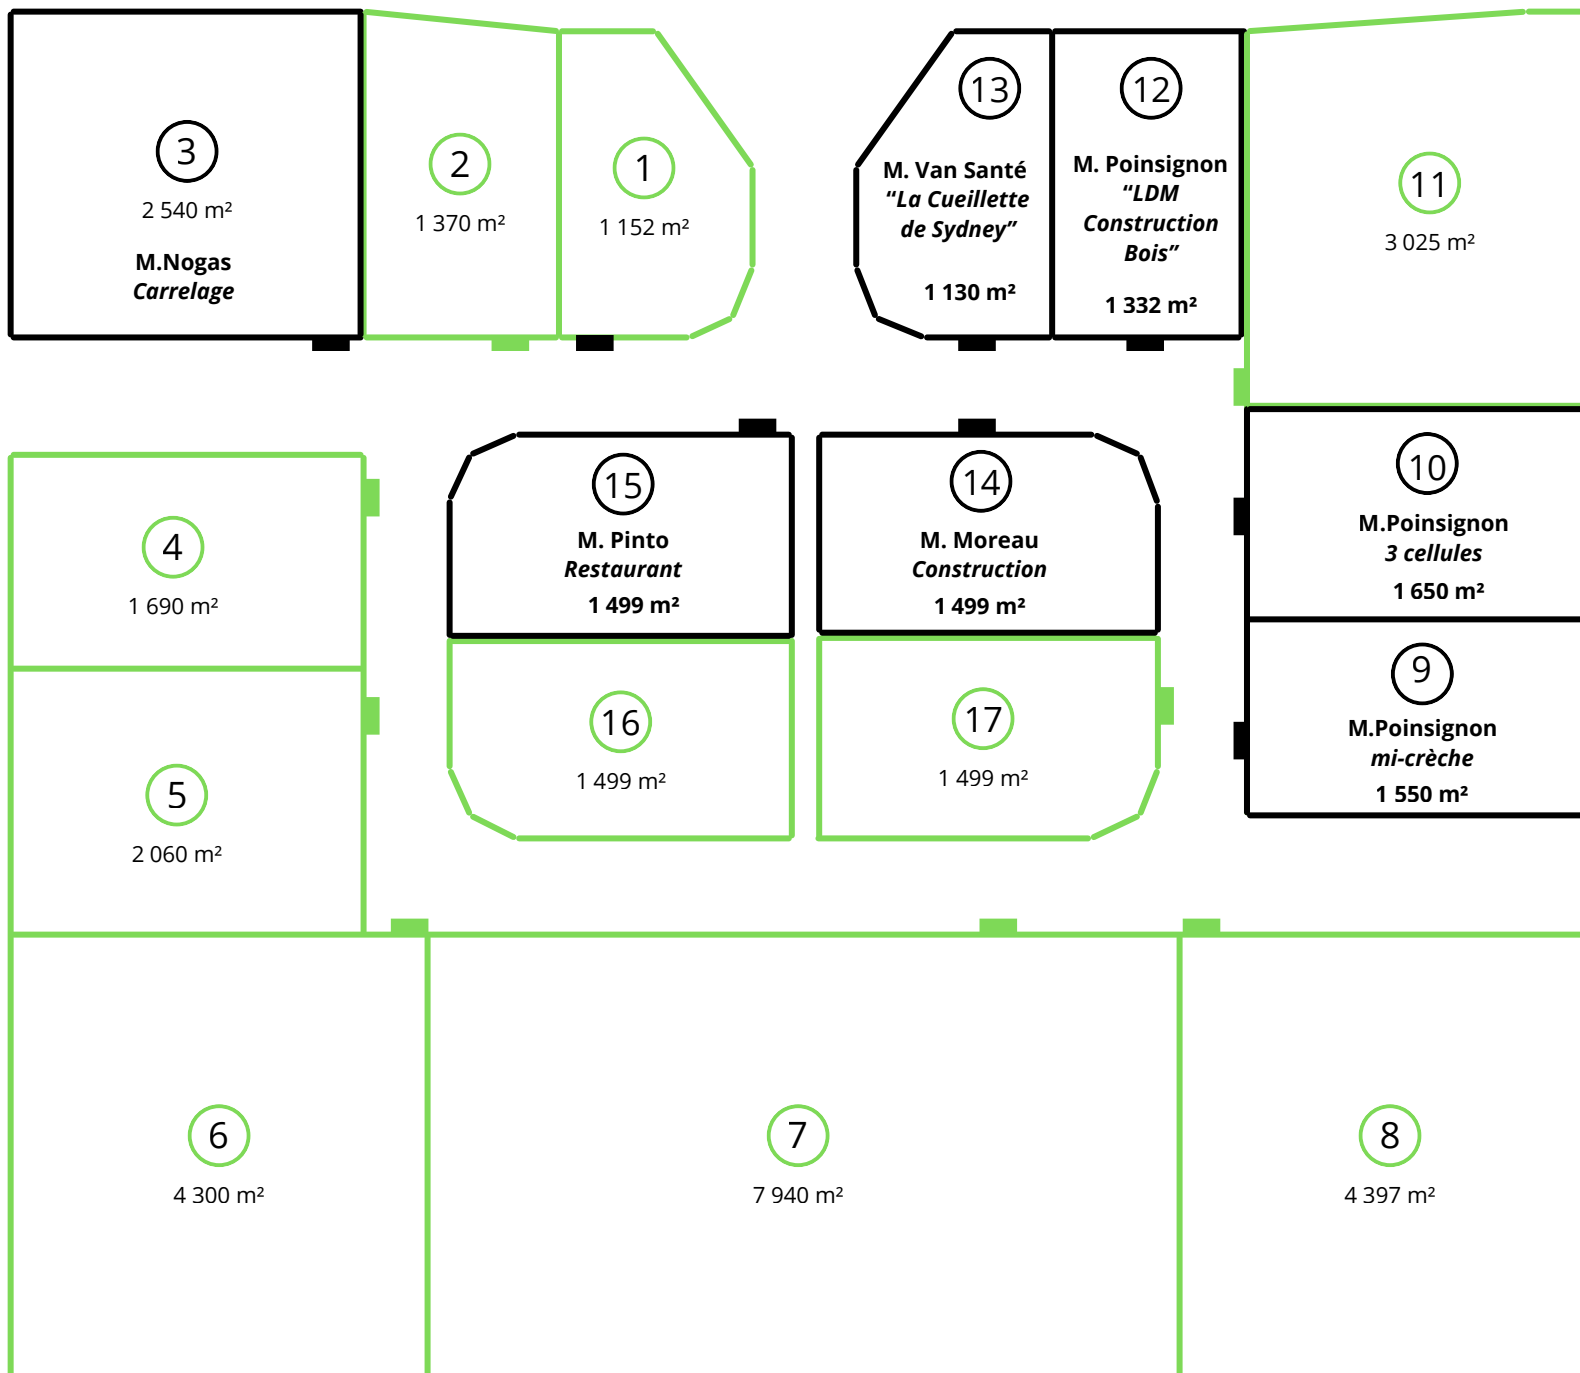 3
2 540 m²
M.Nogas
Carrelage
2
1 370 m²
1
1 152 m²
13
M. Van Santé
“La Cueillette
de Sydney”
1 130 m²
12
M. Poinsignon
“LDM
Construction
Bois”
1 332 m²
11
3 025 m²
4
1 690 m²
15
M. Pinto
Restaurant
1 499 m²
14
M. Moreau
Construction
1 499 m²
10
M.Poinsignon
3 cellules
1 650 m²
5
2 060 m²
16
1 499 m²
17
1 499 m²
9
M.Poinsignon
mi-crèche
1 550 m²
6
4 300 m²
7
7 940 m²
8
4 397 m²